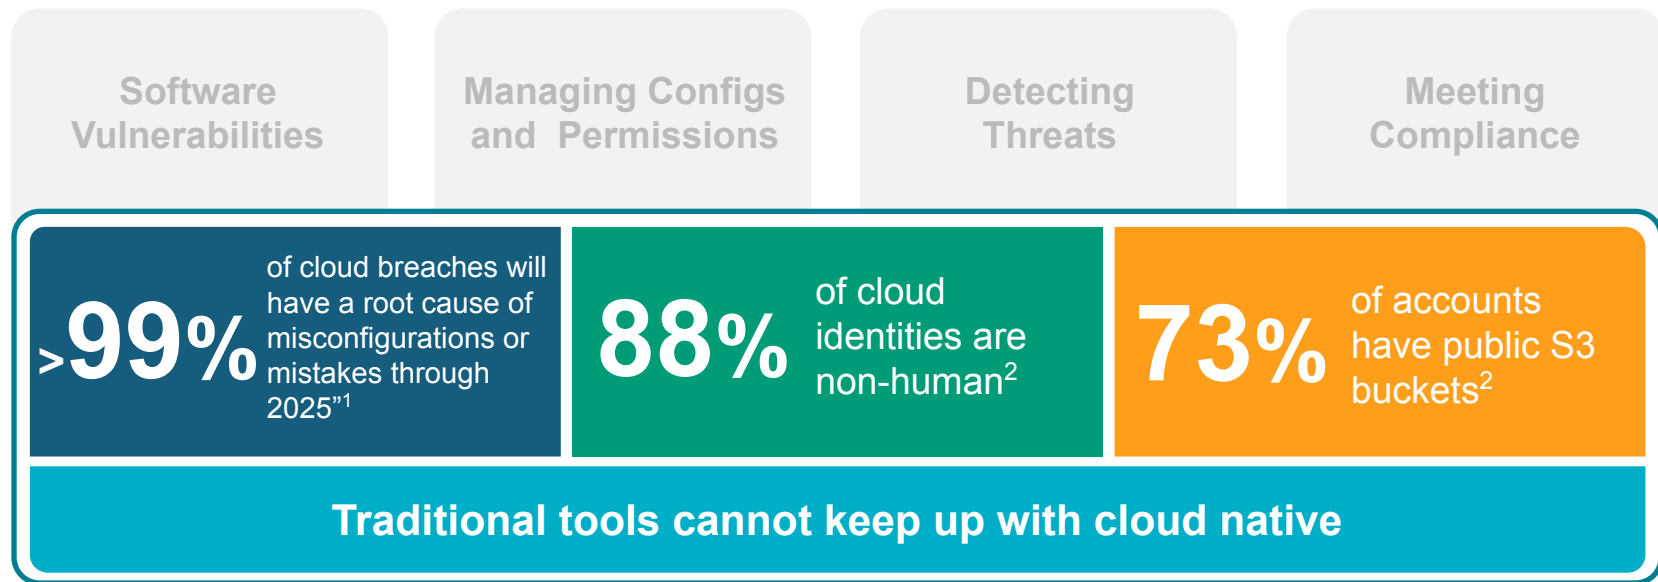 Software
Vulnerabilities
Managing Configs
and  Permissions
Detecting
Threats
Meeting
Compliance
>99%
of cloud breaches will
have a root cause of
misconfigurations or
mistakes through
2025”¹
88%
of cloud
identities are
non-human²
73%
of accounts
have public S3
buckets²
Traditional tools cannot keep up with cloud native